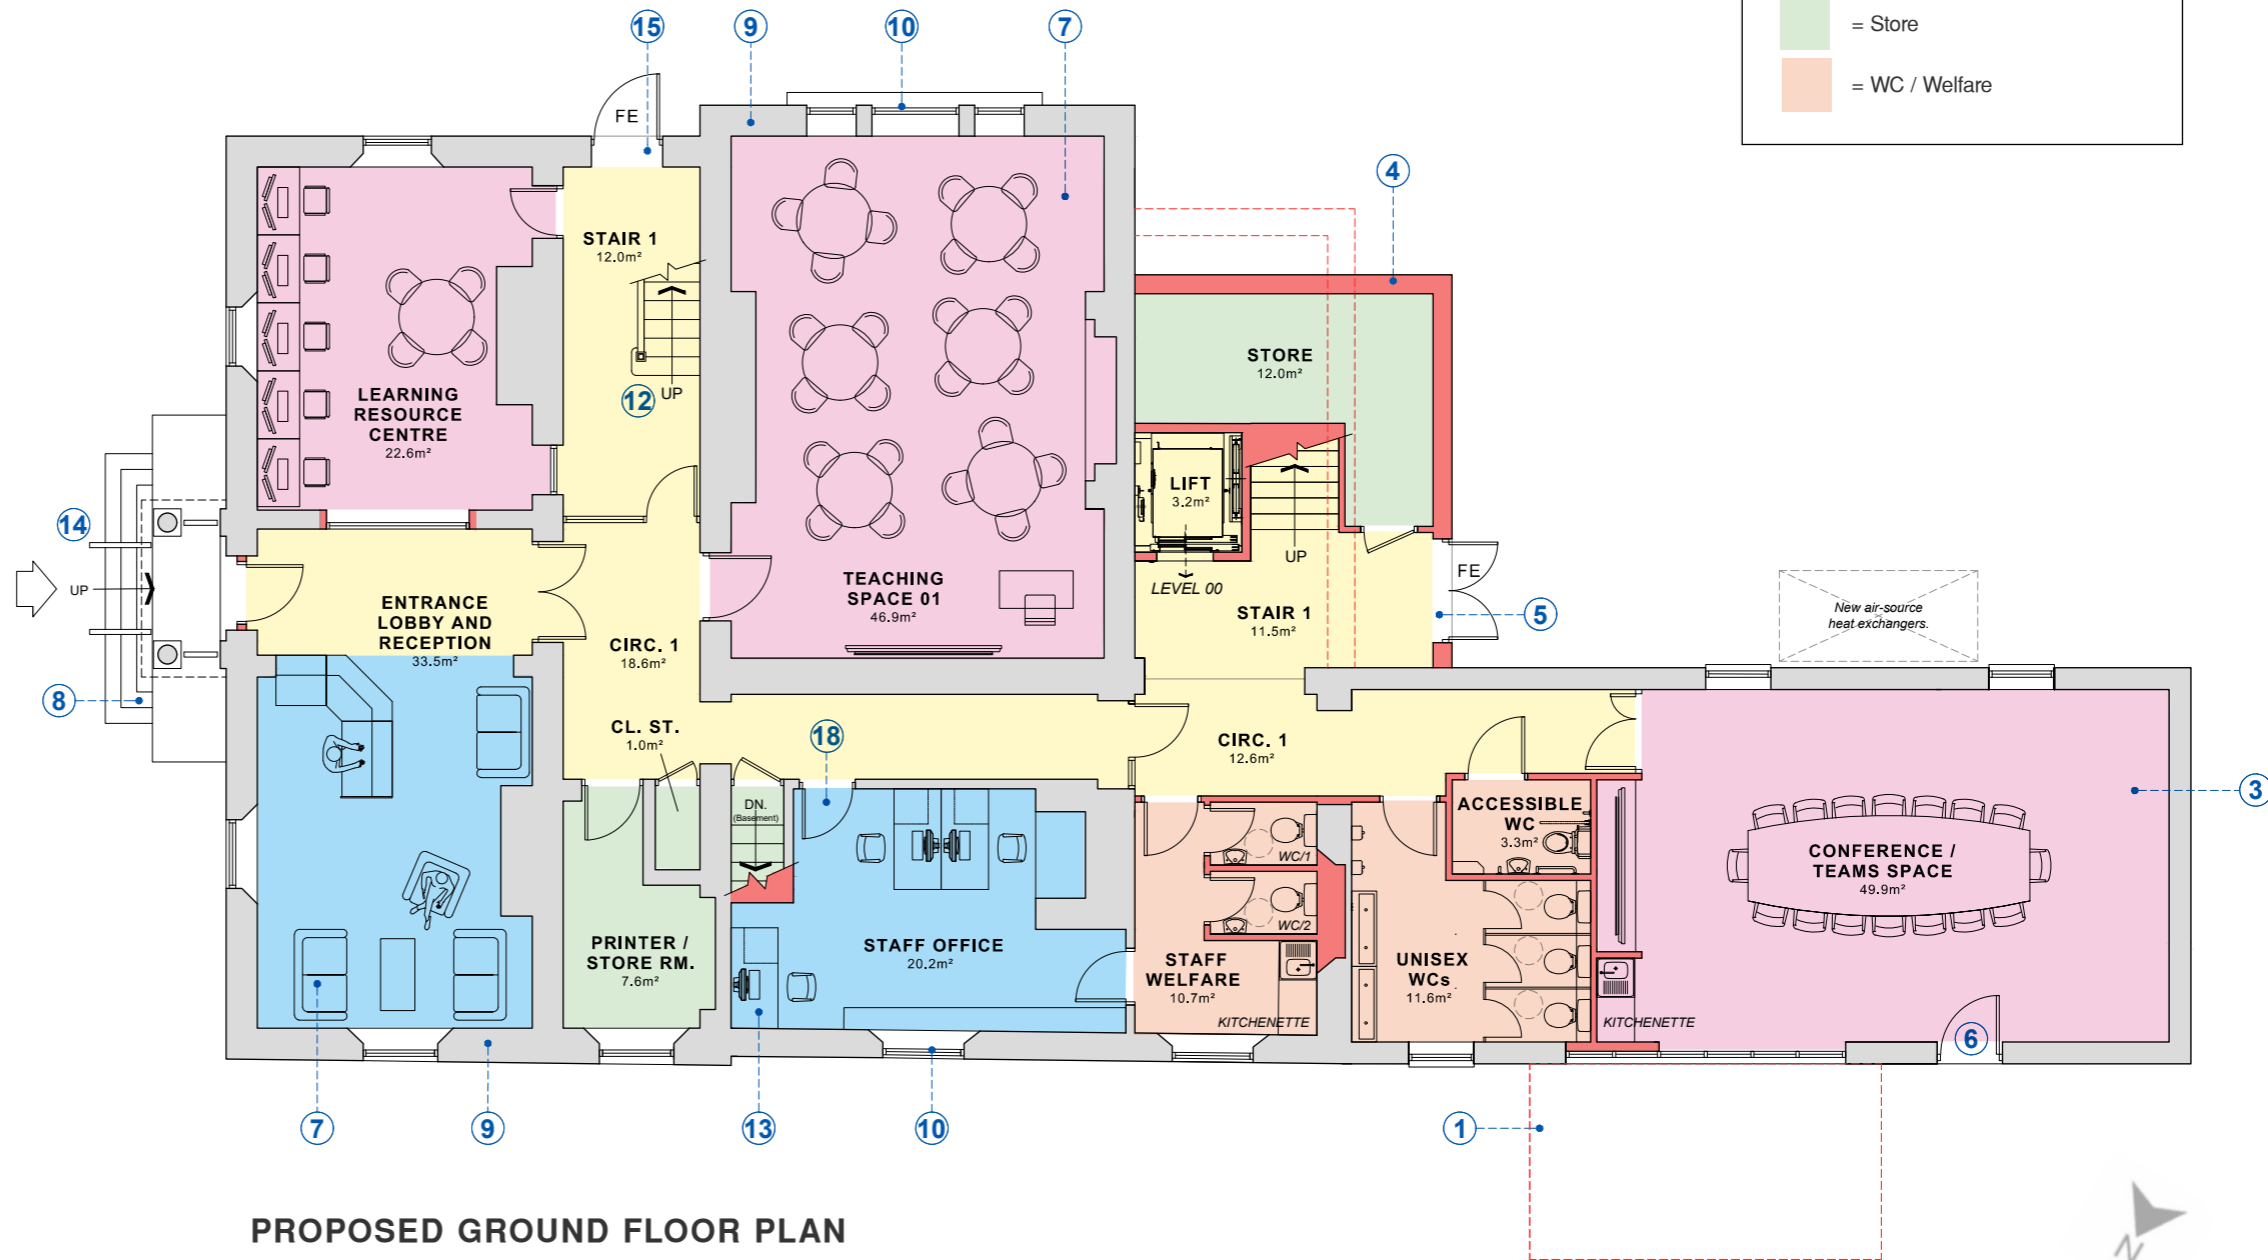 = Store
= WC / Welfare
15
9
10
7
FE
4
STAIR 1
12.0m²
12
UP
LEARNING
RESOURCE
CENTRE
22.6m²
STORE
12.0m²
LIFT
3.2m²
LEVEL 00
UP
FE
5
STAIR 1
11.5m²
New air-source
heat exchangers.
14
UP
8
ENTRANCE
LOBBY AND
RECEPTION
33.5m²
TEACHING
SPACE 01
46.9m²
CIRC. 1
18.6m²
CL. ST.
1.0m²
18
CIRC. 1
12.6m²
DN.
(Basement)
ACCESSIBLE
WC
3.3m²
3
CONFERENCE /
TEAMS SPACE
49.9m²
WC/1
WC/2
PRINTER /
STORE RM.
7.6m²
STAFF OFFICE
20.2m²
STAFF
WELFARE
10.7m²
KITCHENETTE
UNISEX
WCs
11.6m²
KITCHENETTE
6
7
9
13
10
1
PROPOSED GROUND FLOOR PLAN
N